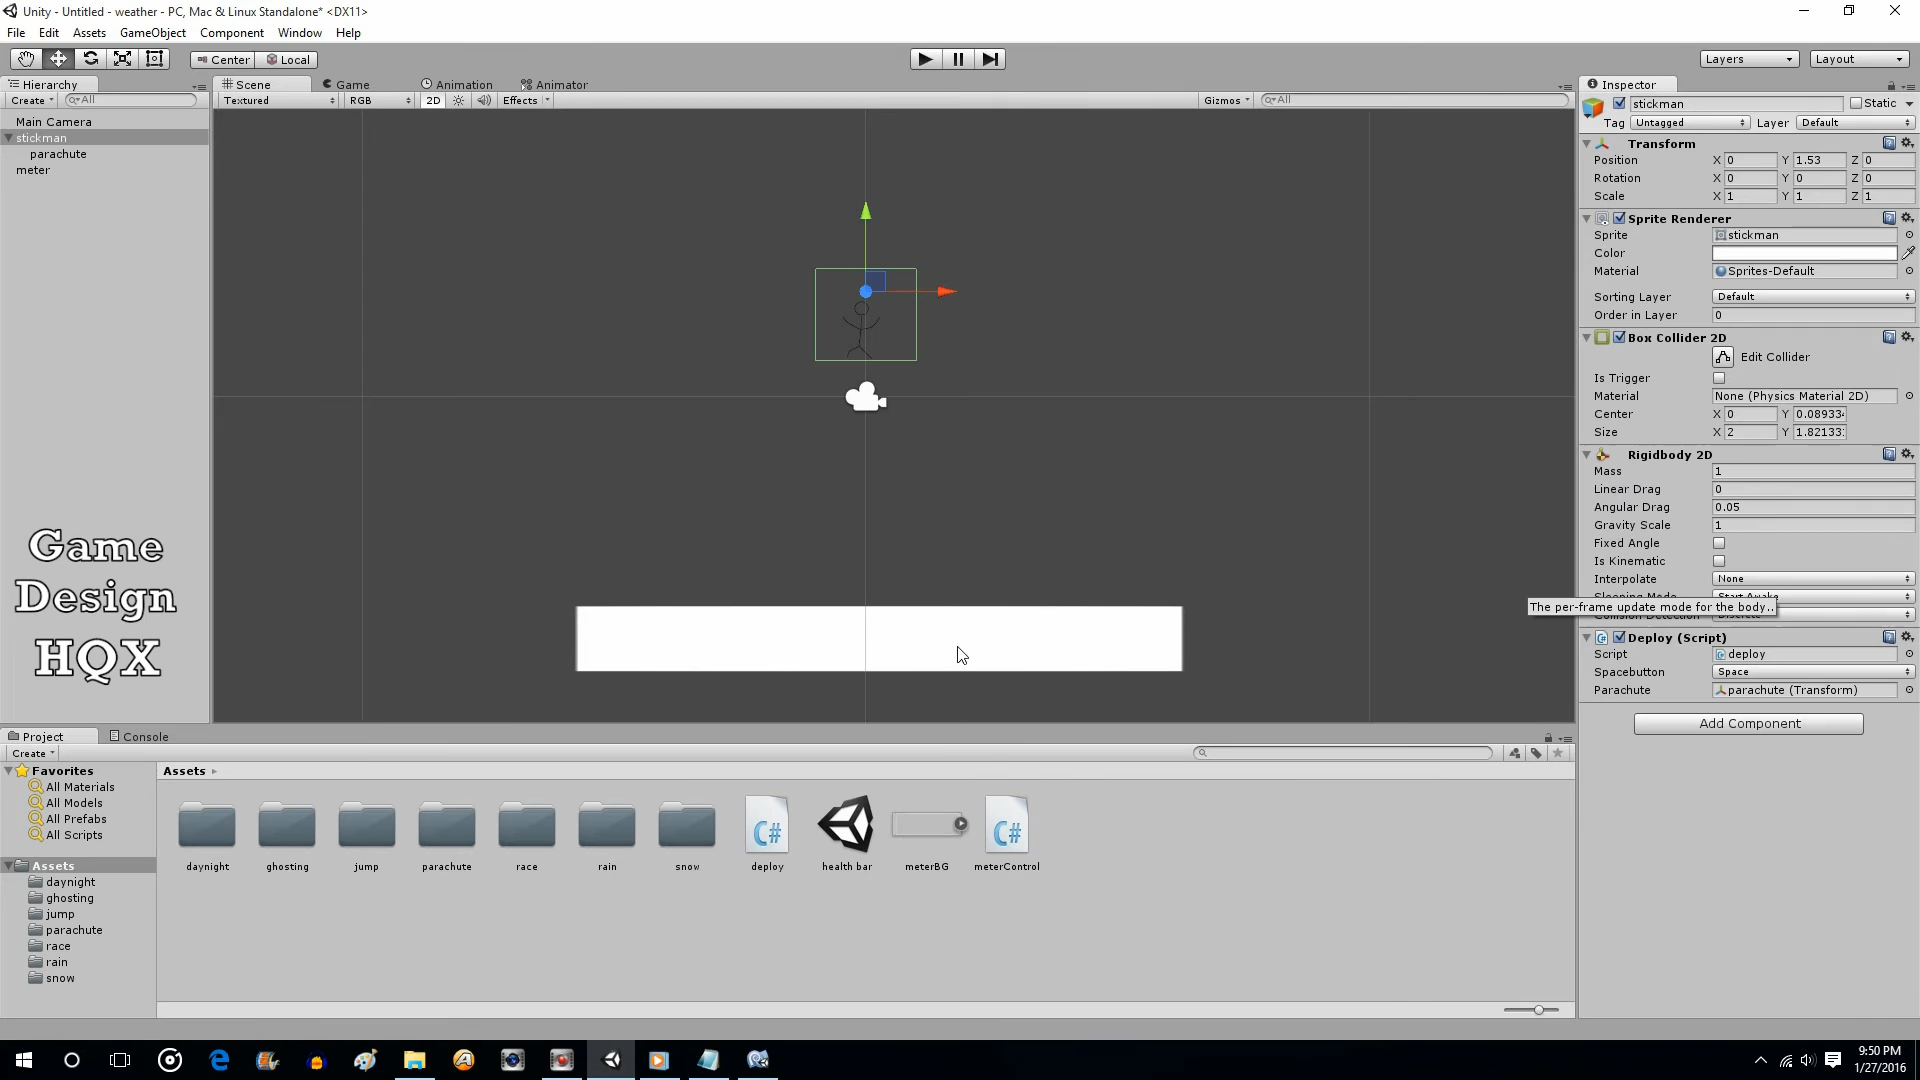 Unity - Untitled - weather - PC, Mac & Linux Standalone* <DX11>
File Edit Assets GameObject Component Window Help
Center Local Layers Layout
Hierarchy Scene Game Animation Animator Inspector
Create All Textured RGB 2D Effects Gizmos All
stickman Static
Tag Untagged Layer Default
Main Camera
stickman
parachute
meter
Transform
Position X 0 Y 1.53 Z 0
Rotation X 0 Y 0 Z 0
Scale X 1 Y 1 Z 1
Sprite Renderer
Sprite stickman
Color
Material Sprites-Default
Sorting Layer Default
Order in Layer 0
Box Collider 2D
Edit Collider
Is Trigger
Material None (Physics Material 2D)
Center X 0 Y 0.08933
Size X 2 Y 1.82133
Rigidbody 2D
Mass 1
Linear Drag 0
Angular Drag 0.05
Gravity Scale 1
Fixed Angle
Is Kinematic
Interpolate None
The per-frame update mode for the body..
Deploy (Script)
Script deploy
Spacebutton Space
Parachute parachute (Transform)
Add Component
Game
Design
HQX
Project Console
Create
Favorites
All Materials
All Models
All Prefabs
All Scripts
Assets
daynight
ghosting
jump
parachute
race
rain
snow
Assets
daynight ghosting jump parachute race rain snow deploy health bar meterBG meterControl
C# C#
9:50 PM
1/27/2016